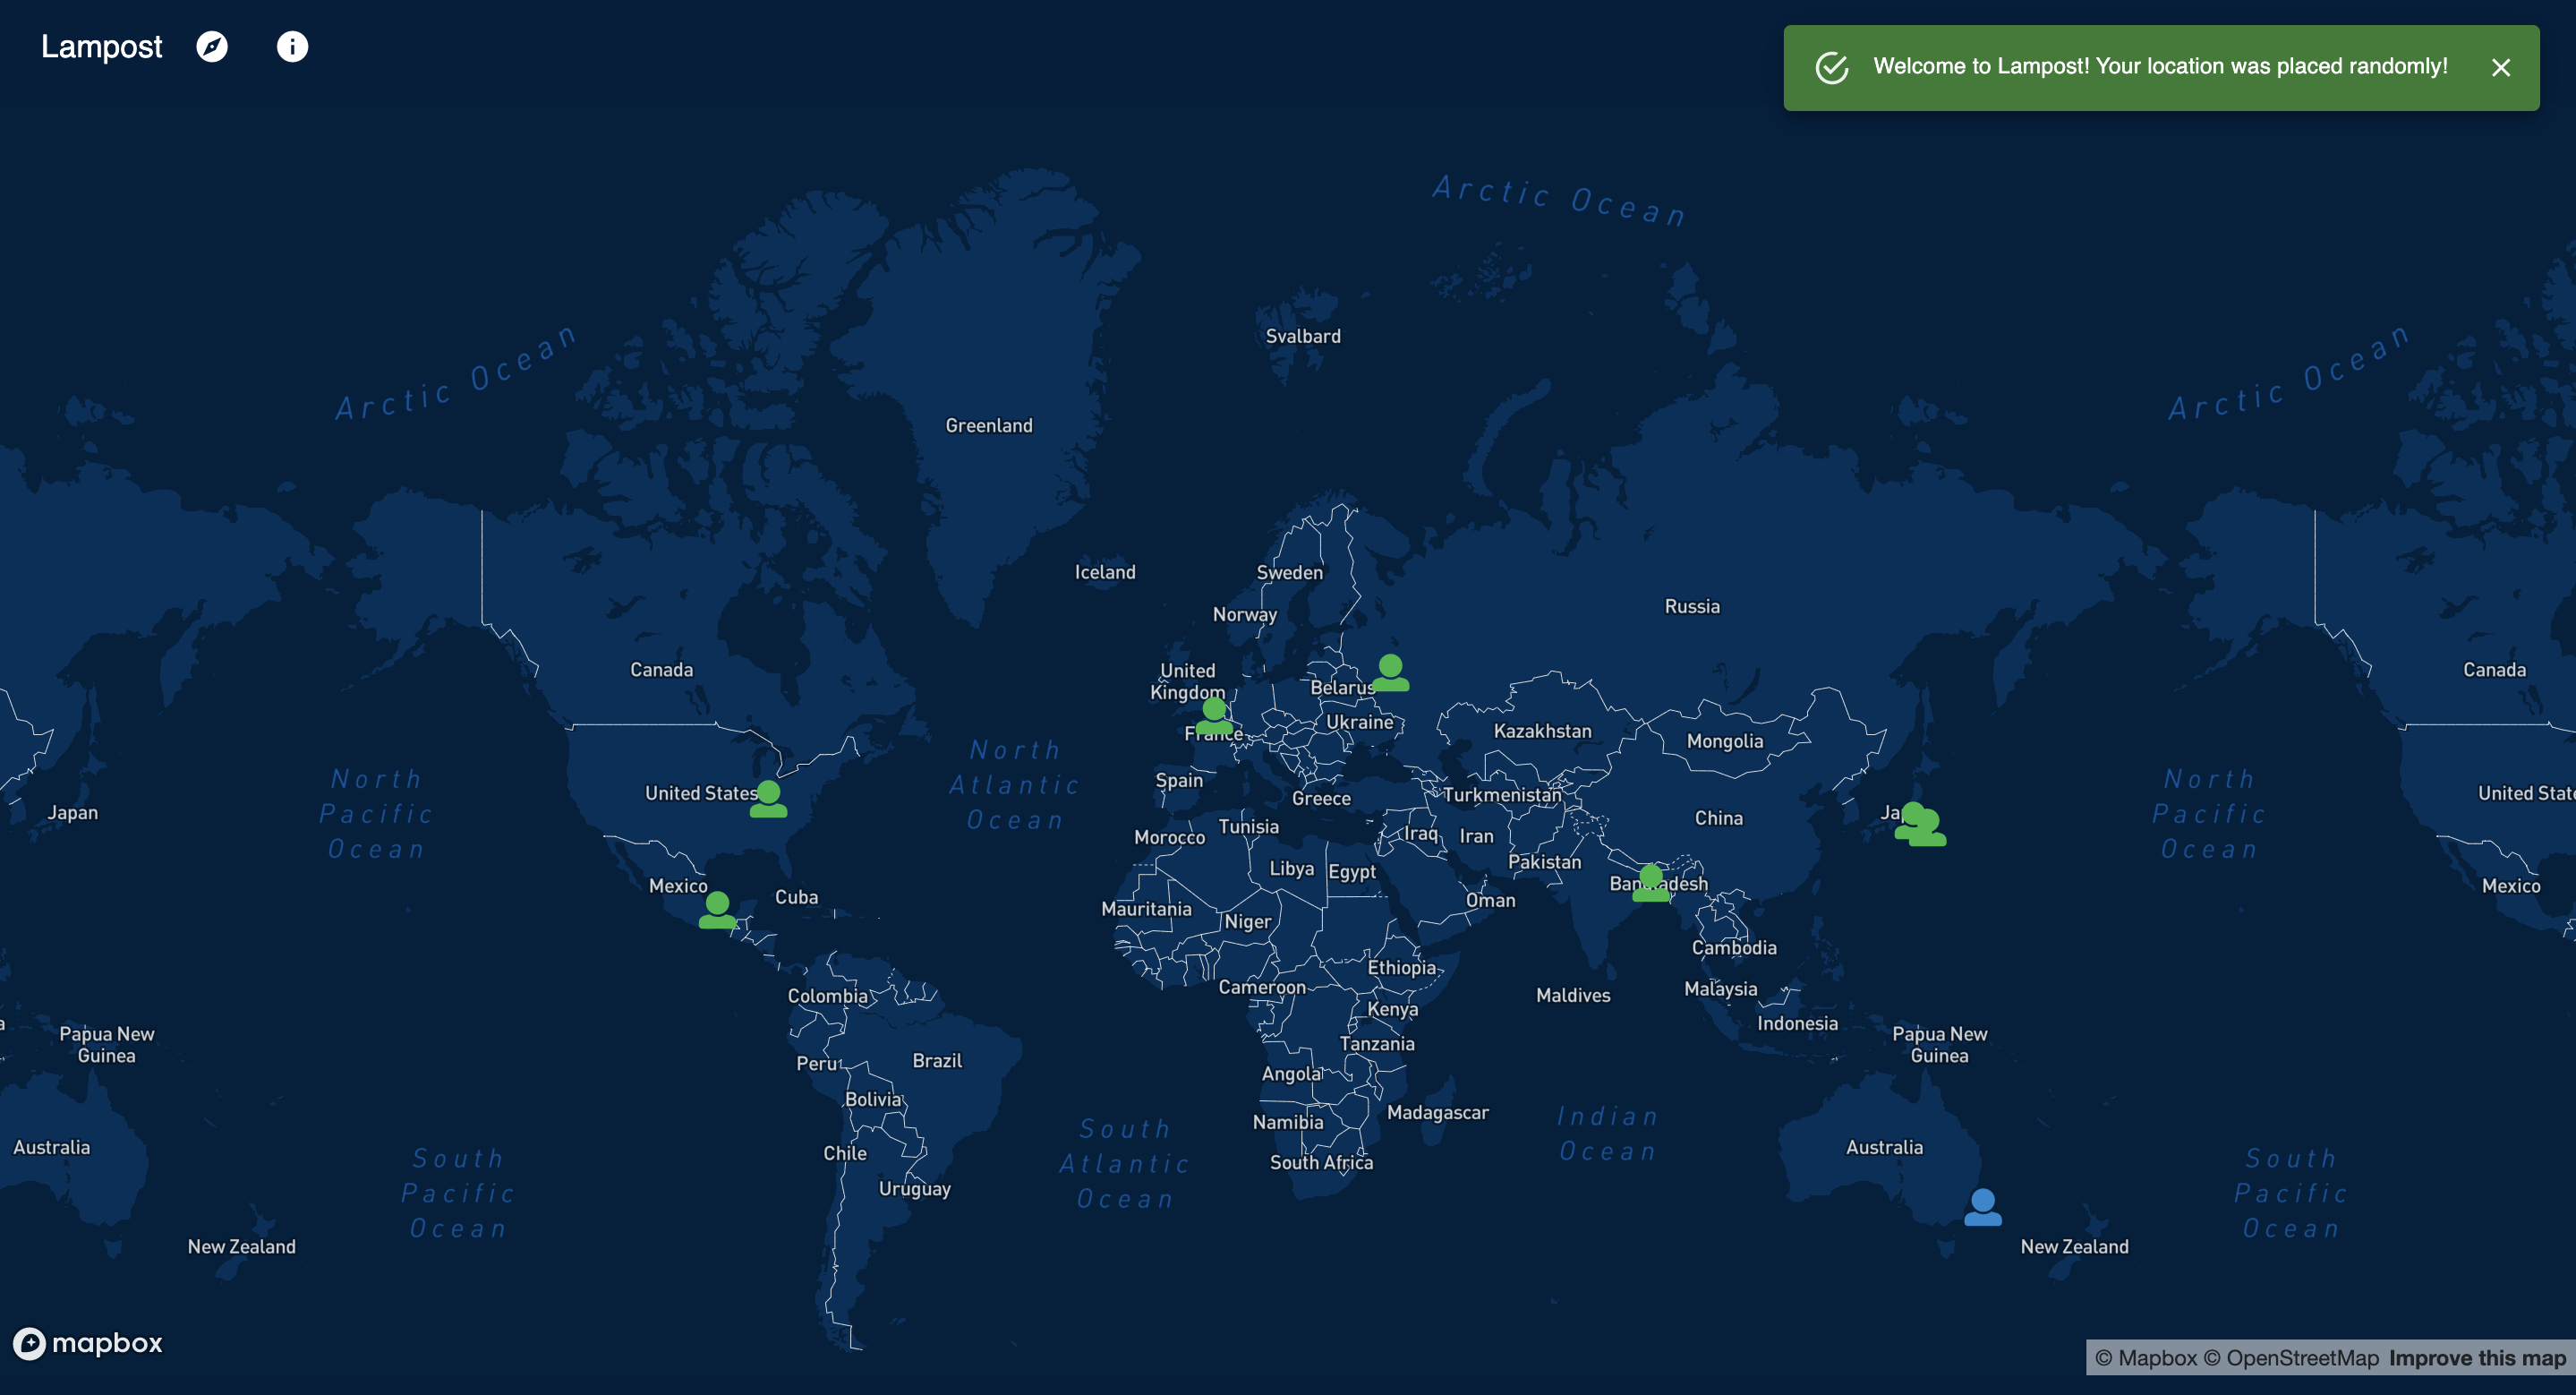 Lampost
Welcome to Lampost! Your location was placed randomly!
Arctic Ocean
Arctic Ocean
Arctic Ocean
Svalbard
Greenland
Iceland
Sweden
Norway
Russia
Canada
United
Kingdom
Canada
Belarus
Ukraine
France
Kazakhstan
Mongolia
North
Atlantic
Ocean
North
Pacific
Ocean
North
Pacific
Ocean
Spain
United States
Turkmenistan
Greece
United State
Japan
China
Tunisia
Morocco
Iraq
Iran
Pakistan
Libya
Egypt
Mexico
Mexico
Cuba
Oman
Mauritania
Niger
Cambodia
Ethiopia
Cameroon
Malaysia
Colombia
Maldives
Kenya
Indonesia
Papua New
Guinea
Papua New
Guinea
Tanzania
Brazil
Peru
Angola
Bolivia
Madagascar
Namibia
Indian
Ocean
South
Atlantic
Ocean
Australia
Australia
Chile
South Africa
South
Pacific
Ocean
South
Pacific
Ocean
Uruguay
New Zealand
New Zealand
mapbox
© Mapbox © OpenStreetMap Improve this map